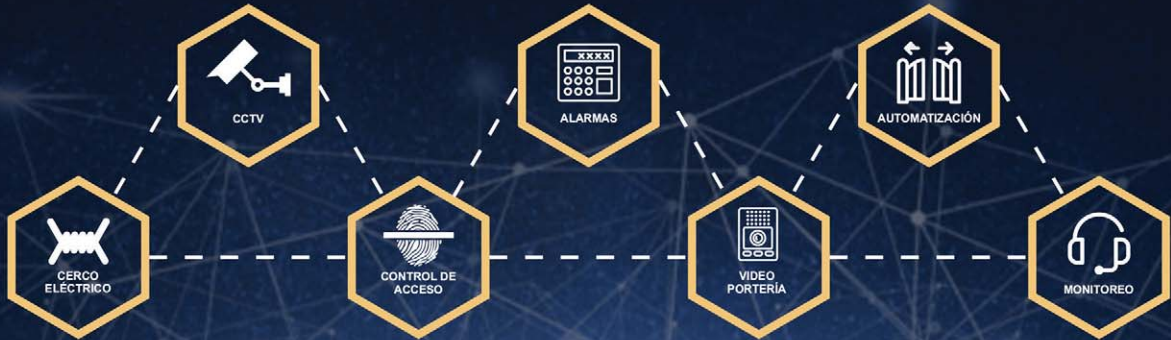 CCTV
ALARMAS
XXXX
AUTOMATIZACIÓN
CERCO
ELÉCTRICO
CONTROL DE
ACCESO
VIDEO
PORTERÍA
MONITOREO